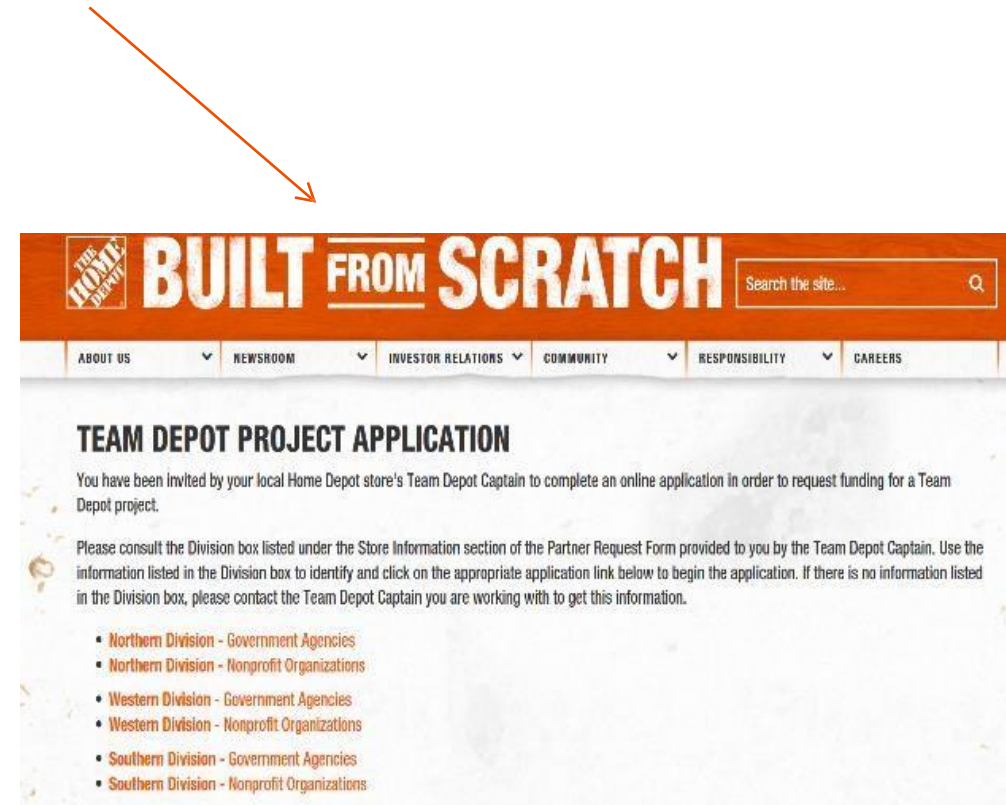 THE HOME DEPOT
BUILT FROM SCRATCH
Search the site...
ABOUT US NEWSROOM INVESTOR RELATIONS COMMUNITY RESPONSIBILITY CAREERS
TEAM DEPOT PROJECT APPLICATION
You have been invited by your local Home Depot store's Team Depot Captain to complete an online application in order to request funding for a Team
Depot project.
Please consult the Division box listed under the Store Information section of the Partner Request Form provided to you by the Team Depot Captain. Use the
information listed in the Division box to identify and click on the appropriate application link below to begin the application. If there is no information listed
in the Division box, please contact the Team Depot Captain you are working with to get this information.
• Northern Division - Government Agencies
• Northern Division - Nonprofit Organizations
• Western Division - Government Agencies
• Western Division - Nonprofit Organizations
• Southern Division - Government Agencies
• Southern Division - Nonprofit Organizations